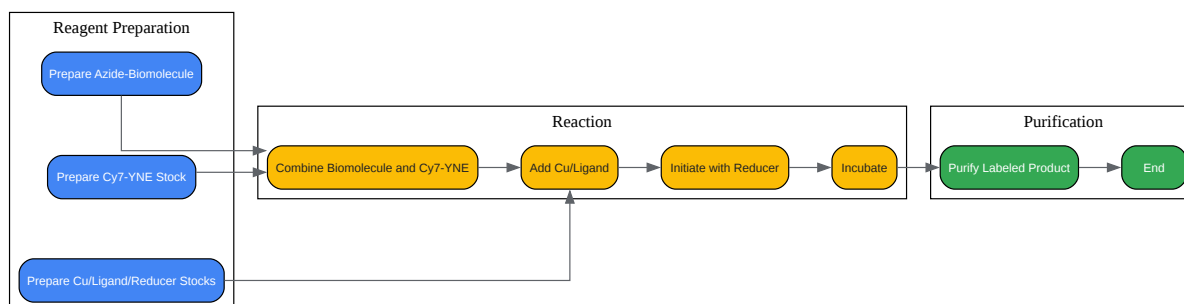 Reagent Preparation
Prepare Azide-Biomolecule
Prepare Cy7-YNE Stock
Prepare Cu/Ligand/Reducer Stocks
Reaction
Combine Biomolecule and Cy7-YNE
Add Cu/Ligand
Initiate with Reducer
Incubate
Purification
Purify Labeled Product
End